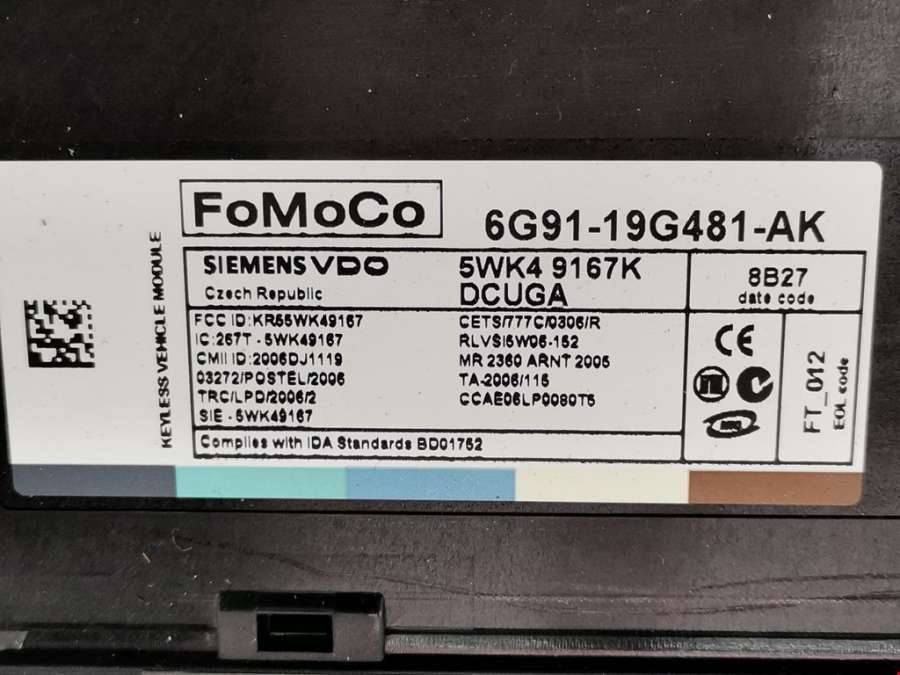 FoMoCo
6G91-19G481-AK
KEYLESS VEHICLE MODULE
SIEMENS VDO
Czech Republic
5WK4 9167K
DCUGA
8B27
date code
FCC ID:KR55WK49167
IC:267T - 5WK49167
CMII ID:2006DJ1119
03272/POSTEL/2006
TRC/LPD/2006/2
SIE - 5WK49167
CETS/777C/0306/R
RLVSI5W06-152
MR 2360 ARNT 2005
TA-2006/115
CCAE06LP0080T5
Complies with IDA Standards BD01752
CE
FT_012
EOL code